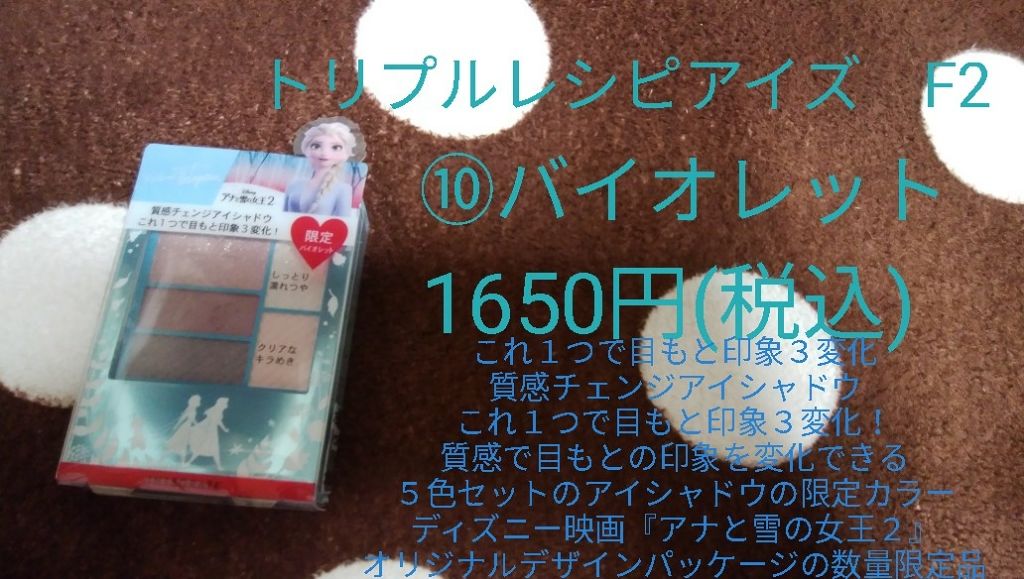 トリプルレシピアイズ　F2
⑩バイオレット
1650円(税込)
これ１つで目もと印象３変化
質感チェンジアイシャドウ
これ１つで目もと印象３変化！
質感で目もとの印象を変化できる
５色セットのアイシャドウの限定カラー
ディズニー映画『アナと雪の女王２』
オリジナルデザインパッケージの数量限定品
Disney
アナと雪の女王2
質感チェンジアイシャドウ
これ１つで目もと印象３変化！
限定
バイオレット
しっとり
濡れつや
クリアな
キラめき